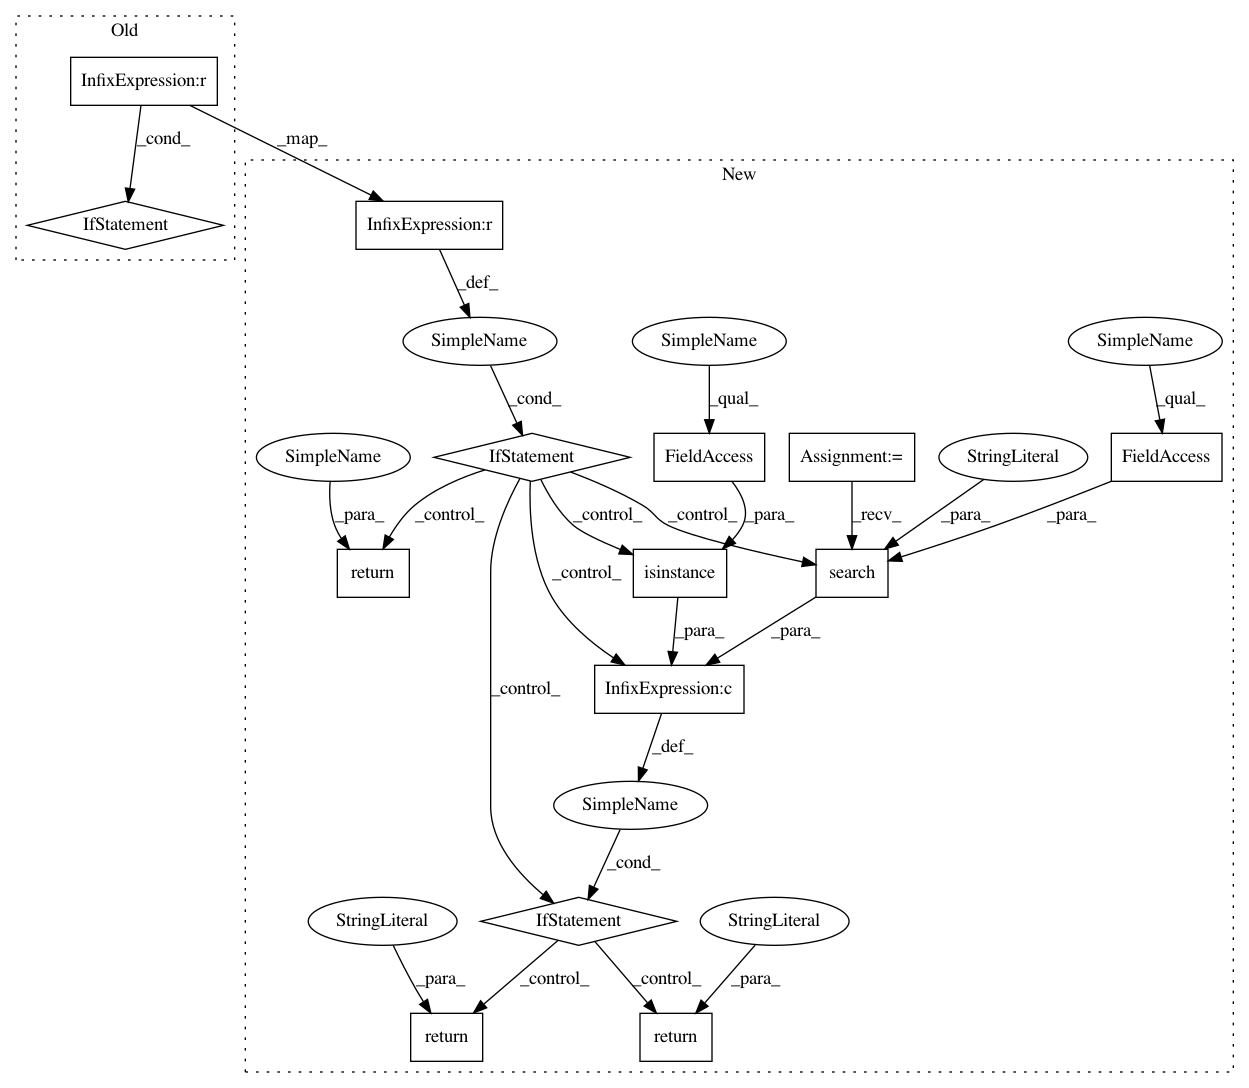 Old
InfixExpression:r
_cond_
_map_
New
IfStatement
InfixExpression:r
_def_
SimpleName
SimpleName
SimpleName
_cond_
_qual_
_qual_
SimpleName
IfStatement
FieldAccess
Assignment:=
StringLiteral
FieldAccess
_para_
_control_
_control_
_control_
_para_
_recv_
_para_
_para_
return
_control_
isinstance
search
_para_
_para_
_control_
InfixExpression:c
_def_
SimpleName
_cond_
StringLiteral
IfStatement
StringLiteral
_para_
_control_
_control_
_para_
return
return